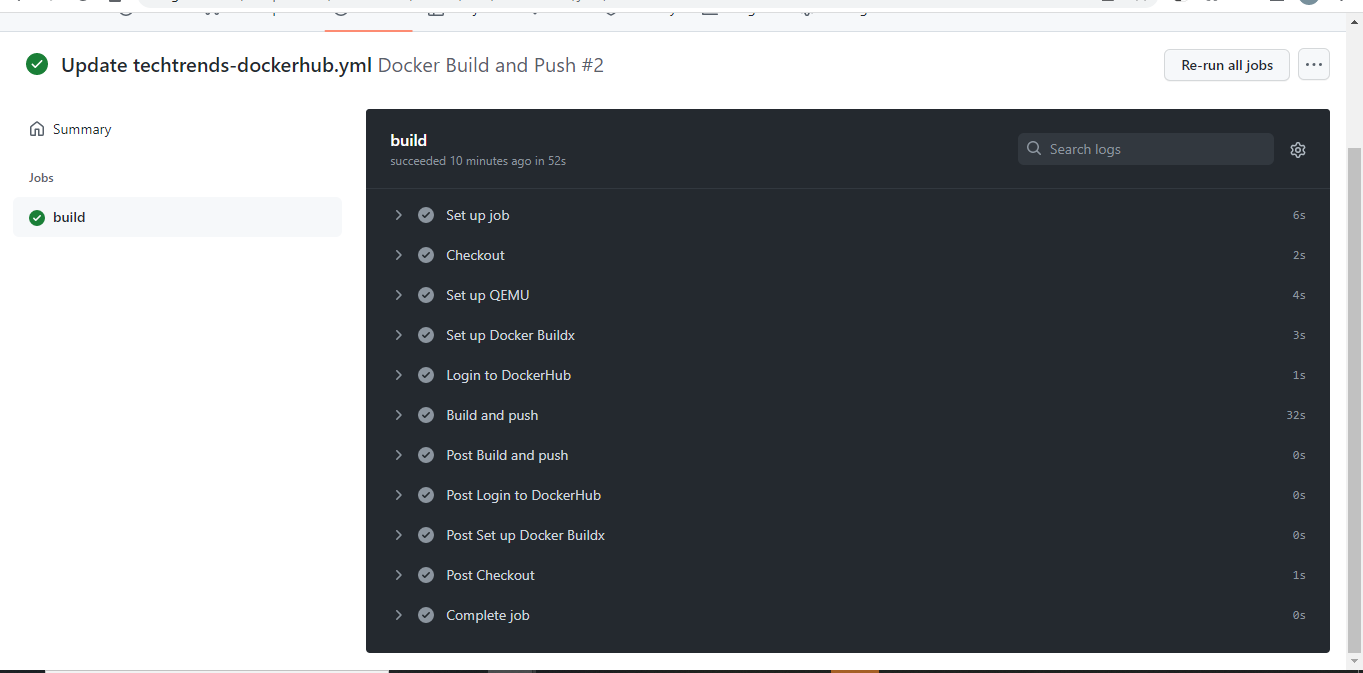 Update techtrends-dockerhub.yml Docker Build and Push #2
Re-run all jobs
Summary
Jobs
build
build
succeeded 10 minutes ago in 52s
Search logs
Set up job 6s
Checkout 2s
Set up QEMU 4s
Set up Docker Buildx 3s
Login to DockerHub 1s
Build and push 32s
Post Build and push 0s
Post Login to DockerHub 0s
Post Set up Docker Buildx 0s
Post Checkout 1s
Complete job 0s